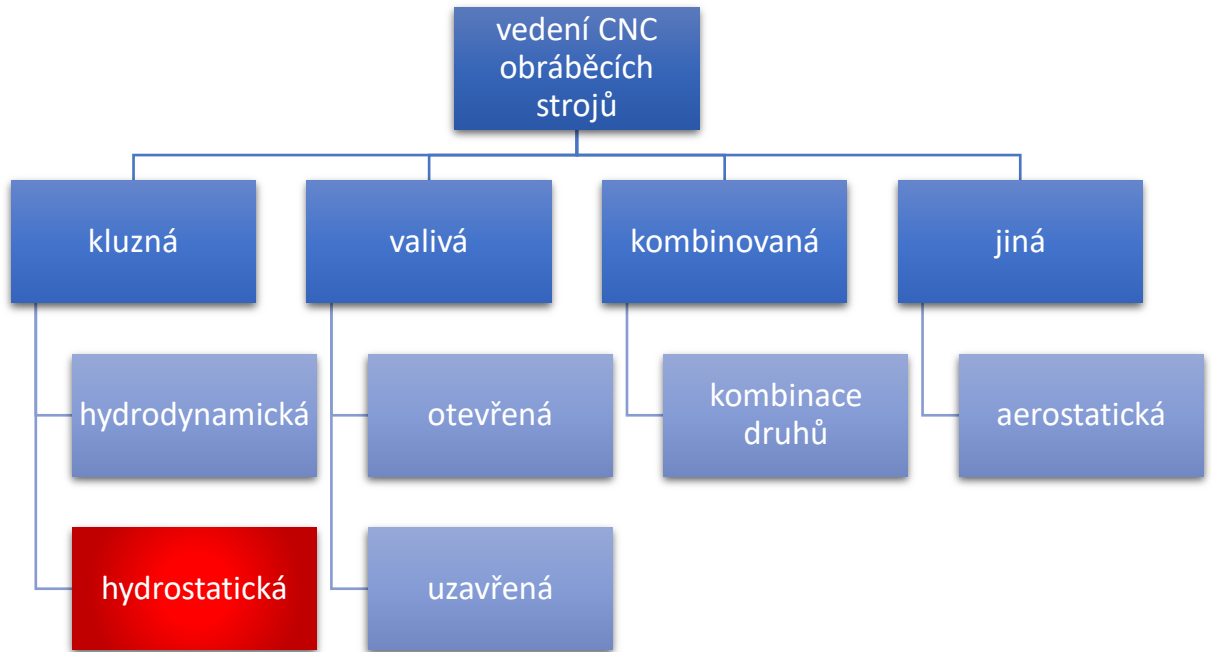 vedení CNC
obráběcích
strojů
kluzná
valivá
kombinovaná
jiná
hydrodynamická
otevřená
kombinace
druhů
aerostatická
hydrostatická
uzavřená